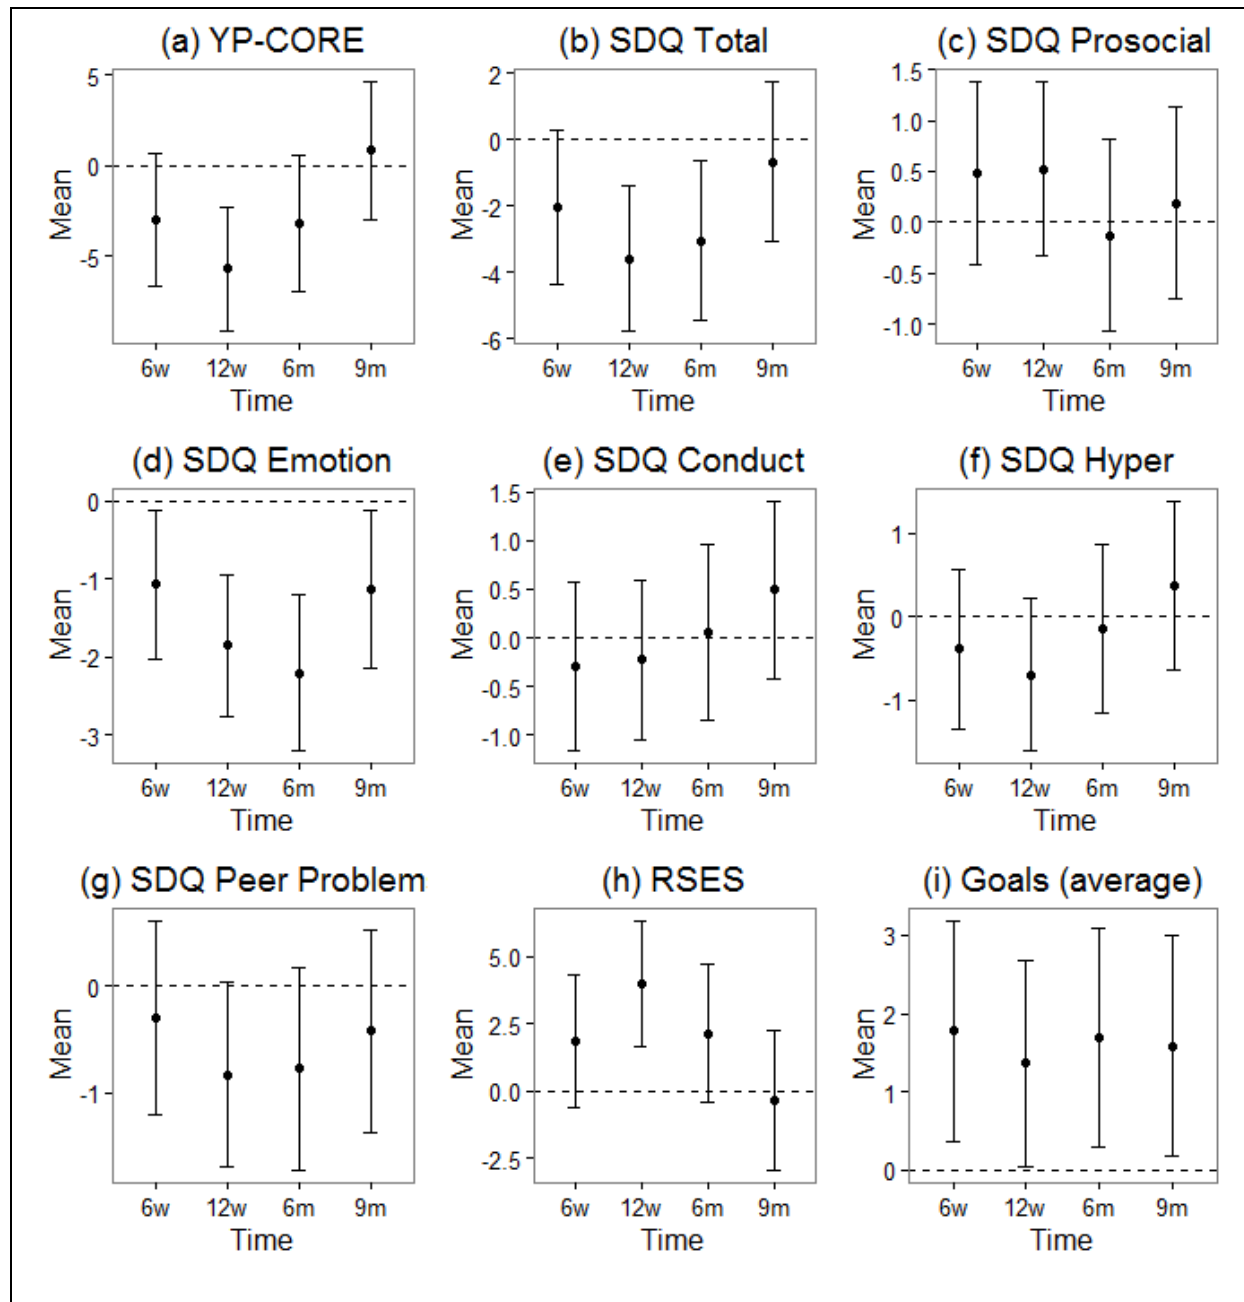 (a) YP-CORE
(b) SDQ Total
(c) SDQ Prosocial
5
0
-5
Mean
6w 12w 6m 9m
Time
2
0
-2
-4
-6
Mean
6w 12w 6m 9m
Time
1.5
1.0
0.5
0.0
-0.5
-1.0
Mean
6w 12w 6m 9m
Time
(d) SDQ Emotion
(e) SDQ Conduct
(f) SDQ Hyper
0
-1
-2
-3
Mean
6w 12w 6m 9m
Time
1.5
1.0
0.5
0.0
-0.5
-1.0
Mean
6w 12w 6m 9m
Time
1
0
-1
Mean
6w 12w 6m 9m
Time
(g) SDQ Peer Problem
(h) RSES
(i) Goals (average)
0
-1
Mean
6w 12w 6m 9m
Time
5.0
2.5
0.0
-2.5
Mean
6w 12w 6m 9m
Time
3
2
1
0
Mean
6w 12w 6m 9m
Time